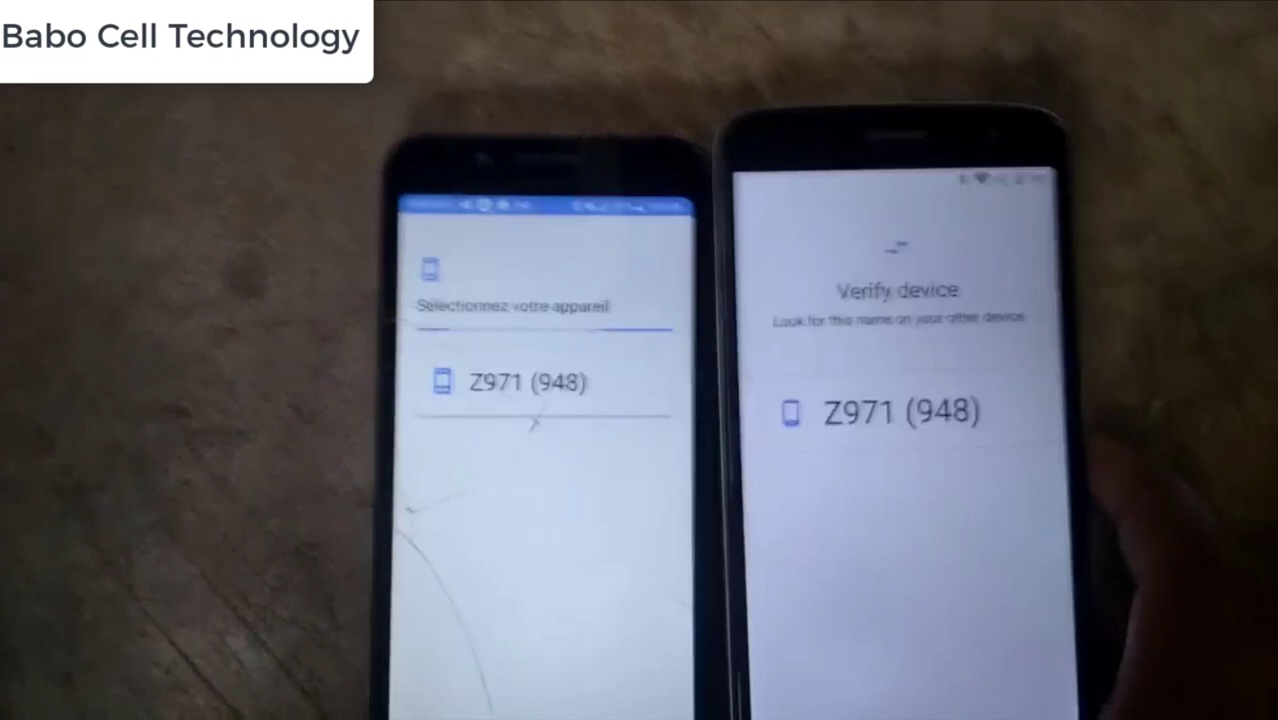 Babo Cell Technology
Sélectionnez votre appareil
Z971 (948)
Verify device
Look for this name on your other device
Z971 (948)